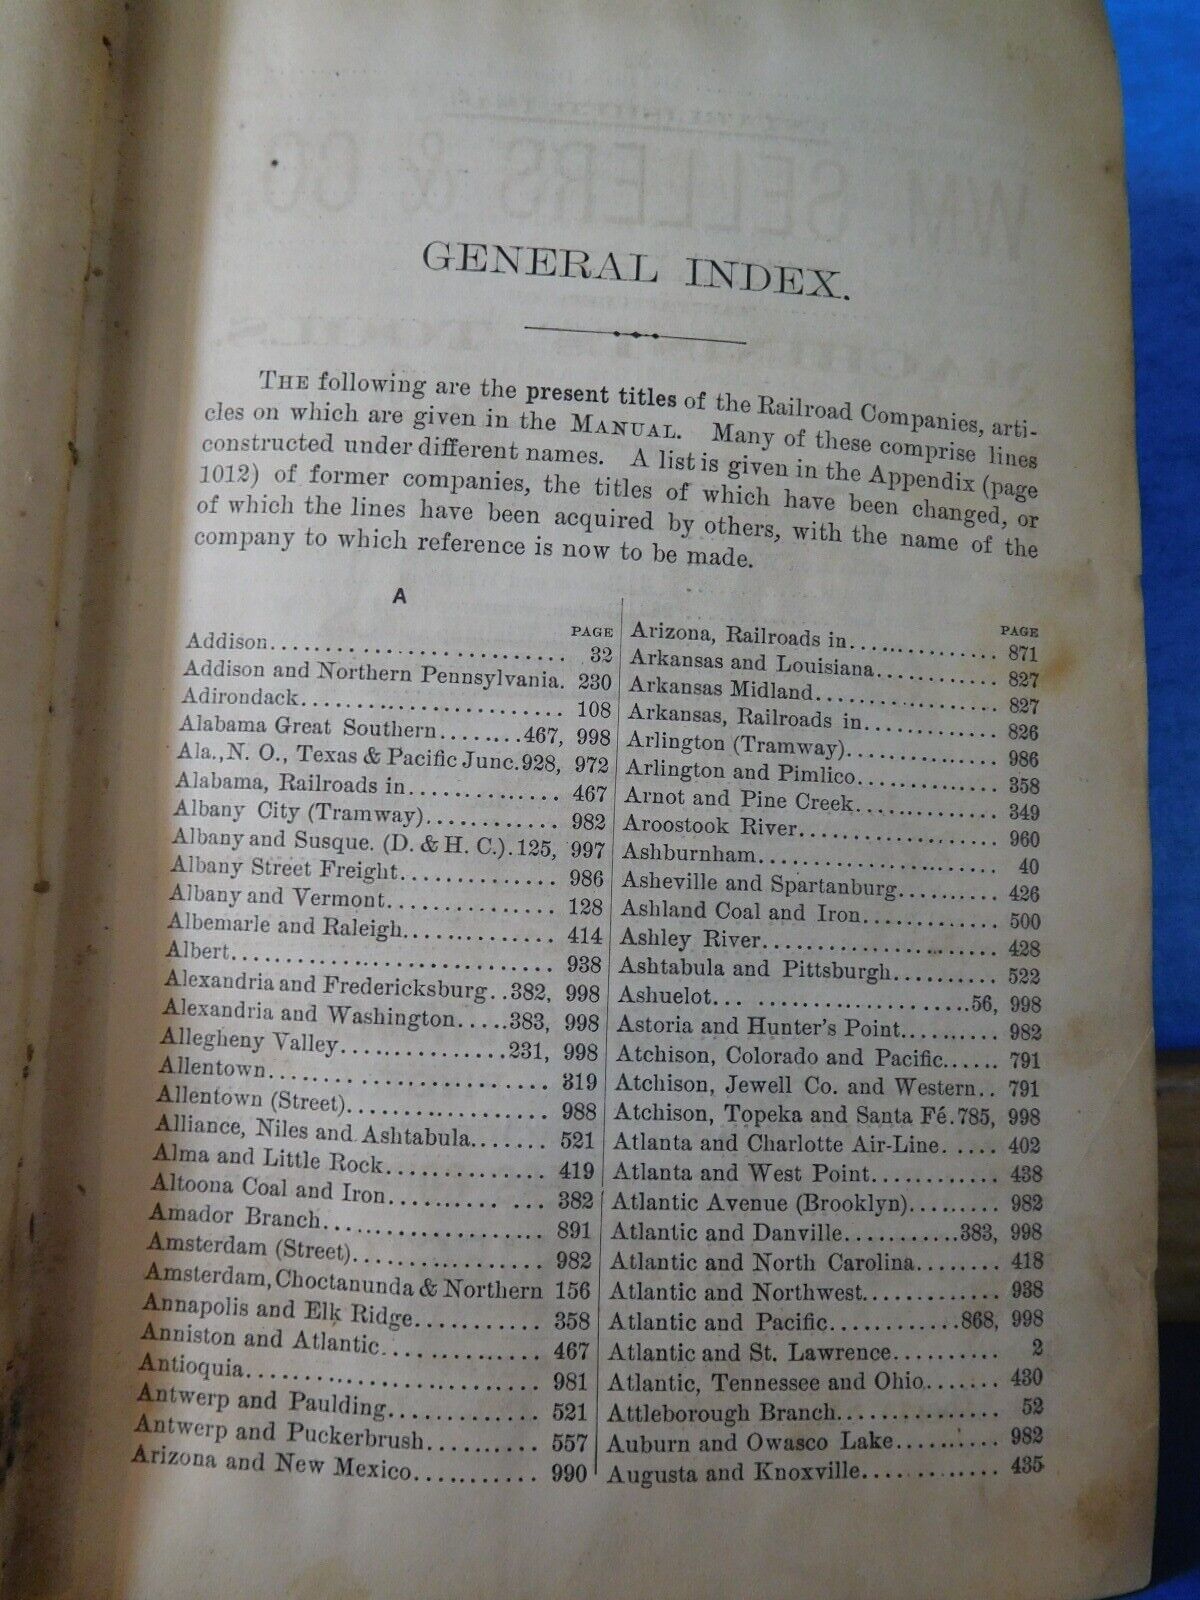 GENERAL INDEX.
THE following are the present titles of the Railroad Companies, arti-
cles on which are given in the MANUAL. Many of these comprise lines
constructed under different names. A list is given in the Appendix (page
1012) of former companies, the titles of which have been changed, or
of which the lines have been acquired by others, with the name of the
company to which reference is now to be made.
A
PAGE
Addison.......................... 32
Addison and Northern Pennsylvania. 230
Adirondack....................... 108
Alabama Great Southern........467, 998
Ala., N. O., Texas & Pacific Junc.928, 972
Alabama, Railroads in.............. 467
Albany City (Tramway)............ 982
Albany and Susque. (D. & H. C.).125, 997
Albany Street Freight.............. 986
Albany and Vermont............... 128
Albemarle and Raleigh............. 414
Albert............................ 938
Alexandria and Fredericksburg..382, 998
Alexandria and Washington.....383, 998
Allegheny Valley...............231, 998
Allentown......................... 319
Allentown (Street).................. 988
Alliance, Niles and Ashtabula....... 521
Alma and Little Rock.............. 419
Altoona Coal and Iron............. 382
Amador Branch.................... 891
Amsterdam (Street)................. 982
Amsterdam, Choctanunda & Northern 156
Annapolis and Elk Ridge........... 358
Anniston and Atlantic.............. 467
Antioquia......................... 981
Antwerp and Paulding............. 521
Antwerp and Puckerbrush.......... 557
Arizona and New Mexico........... 990
PAGE
Arizona, Railroads in.............. 871
Arkansas and Louisiana............ 827
Arkansas Midland.................. 827
Arkansas, Railroads in............. 826
Arlington (Tramway)............... 986
Arlington and Pimlico.............. 358
Arnot and Pine Creek.............. 349
Aroostook River................... 960
Ashburnham....................... 40
Asheville and Spartanburg......... 426
Ashland Coal and Iron............. 500
Ashley River...................... 428
Ashtabula and Pittsburgh.......... 522
Ashuelot... .....................56, 998
Astoria and Hunter's Point......... 982
Atchison, Colorado and Pacific...... 791
Atchison, Jewell Co. and Western.. 791
Atchison, Topeka and Santa Fé.785, 998
Atlanta and Charlotte Air-Line..... 402
Atlanta and West Point............ 438
Atlantic Avenue (Brooklyn)......... 982
Atlantic and Danville...........383, 998
Atlantic and North Carolina........ 418
Atlantic and Northwest............. 938
Atlantic and Pacific............868, 998
Atlantic and St. Lawrence.......... 2
Atlantic, Tennessee and Ohio....... 430
Attleborough Branch............... 52
Auburn and Owasco Lake.......... 982
Augusta and Knoxville............. 435